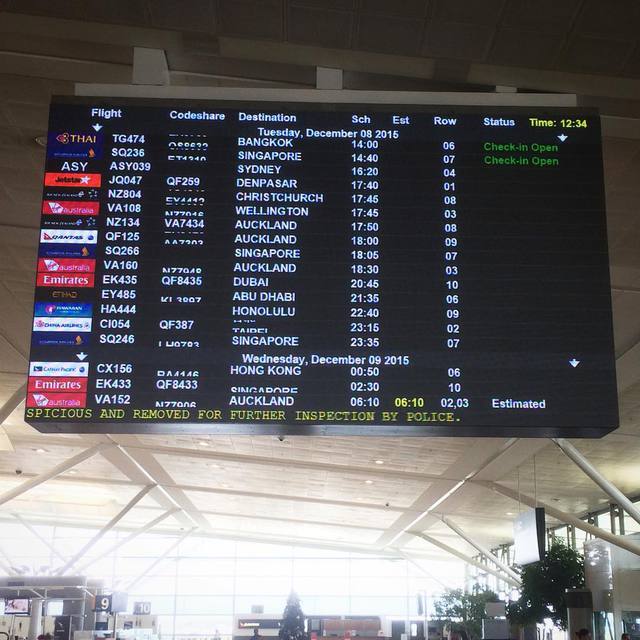 Flight Codeshare Destination Sch Est Row Status Time: 12:34
Tuesday, December 08 2015
THAI TG474 BANGKOK 14:00 06 Check-in Open
SQ236 SINGAPORE 14:40 07 Check-in Open
ASY ASY039 SYDNEY 16:20 04
Jetstar JQ047 QF259 DENPASAR 17:40 01
NZ804 CHRISTCHURCH 17:45 08
australia VA108 WELLINGTON 17:45 03
NZ134 VA7434 AUCKLAND 17:50 08
QANTAS QF125 AUCKLAND 18:00 09
SQ266 SINGAPORE 18:05 07
australia VA160 AUCKLAND 18:30 03
Emirates EK435 QF8435 DUBAI 20:45 10
ETIHAD EY485 ABU DHABI 21:35 06
HAWAIIAN HA444 HONOLULU 22:40 09
CHINA AIRLINES CI054 QF387 TAIPEI 23:15 02
SQ246 SINGAPORE 23:35 07
Wednesday, December 09 2015
CATHAY PACIFIC CX156 HONG KONG 00:50 06
Emirates EK433 QF8433 SINGAPORE 02:30 10
australia VA152 AUCKLAND 06:10 06:10 02,03 Estimated
SPICIOUS AND REMOVED FOR FURTHER INSPECTION BY POLICE.
9 10